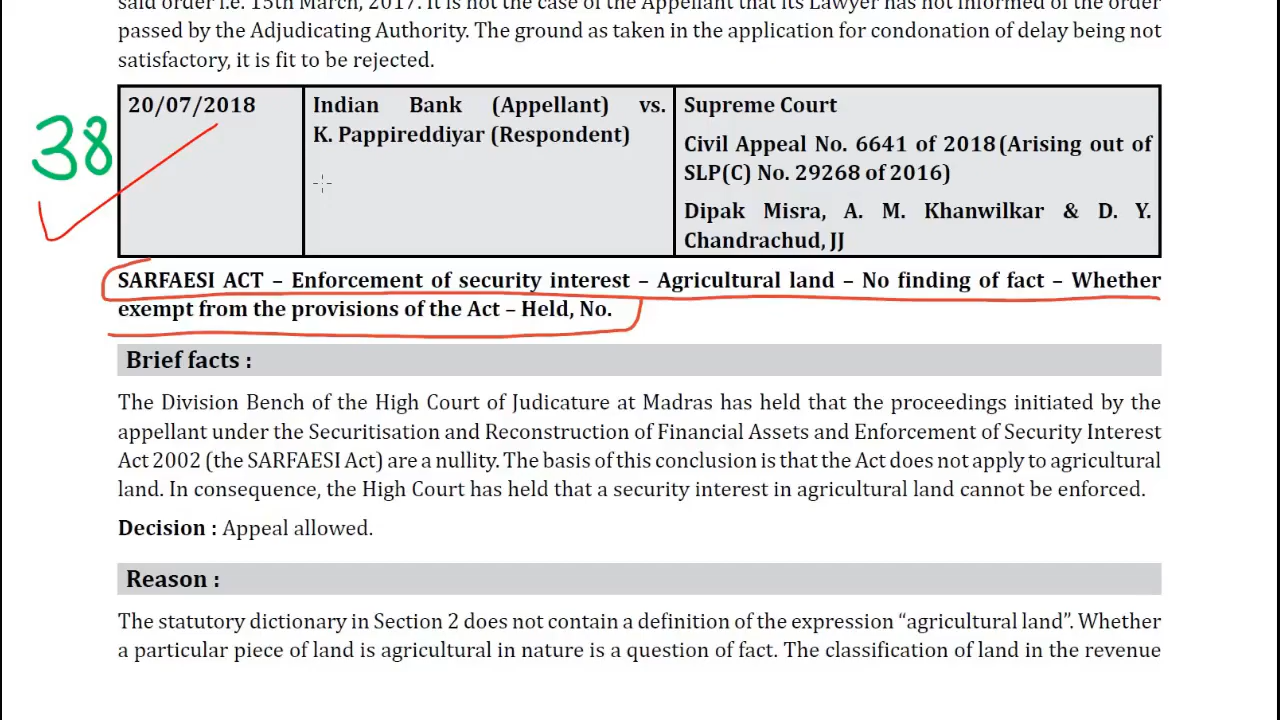 said order i.e. 15th March, 2017. It is not the case of the Appellant that its Lawyer has not informed of the order
passed by the Adjudicating Authority. The ground as taken in the application for condonation of delay being not
satisfactory, it is fit to be rejected.
38
20/07/2018
Indian Bank (Appellant) vs.
K. Pappireddiyar (Respondent)
Supreme Court
Civil Appeal No. 6641 of 2018(Arising out of
SLP(C) No. 29268 of 2016)
Dipak Misra, A. M. Khanwilkar & D. Y.
Chandrachud, JJ
SARFAESI ACT – Enforcement of security interest – Agricultural land – No finding of fact – Whether
exempt from the provisions of the Act – Held, No.
Brief facts :
The Division Bench of the High Court of Judicature at Madras has held that the proceedings initiated by the
appellant under the Securitisation and Reconstruction of Financial Assets and Enforcement of Security Interest
Act 2002 (the SARFAESI Act) are a nullity. The basis of this conclusion is that the Act does not apply to agricultural
land. In consequence, the High Court has held that a security interest in agricultural land cannot be enforced.
Decision : Appeal allowed.
Reason :
The statutory dictionary in Section 2 does not contain a definition of the expression “agricultural land”. Whether
a particular piece of land is agricultural in nature is a question of fact. The classification of land in the revenue